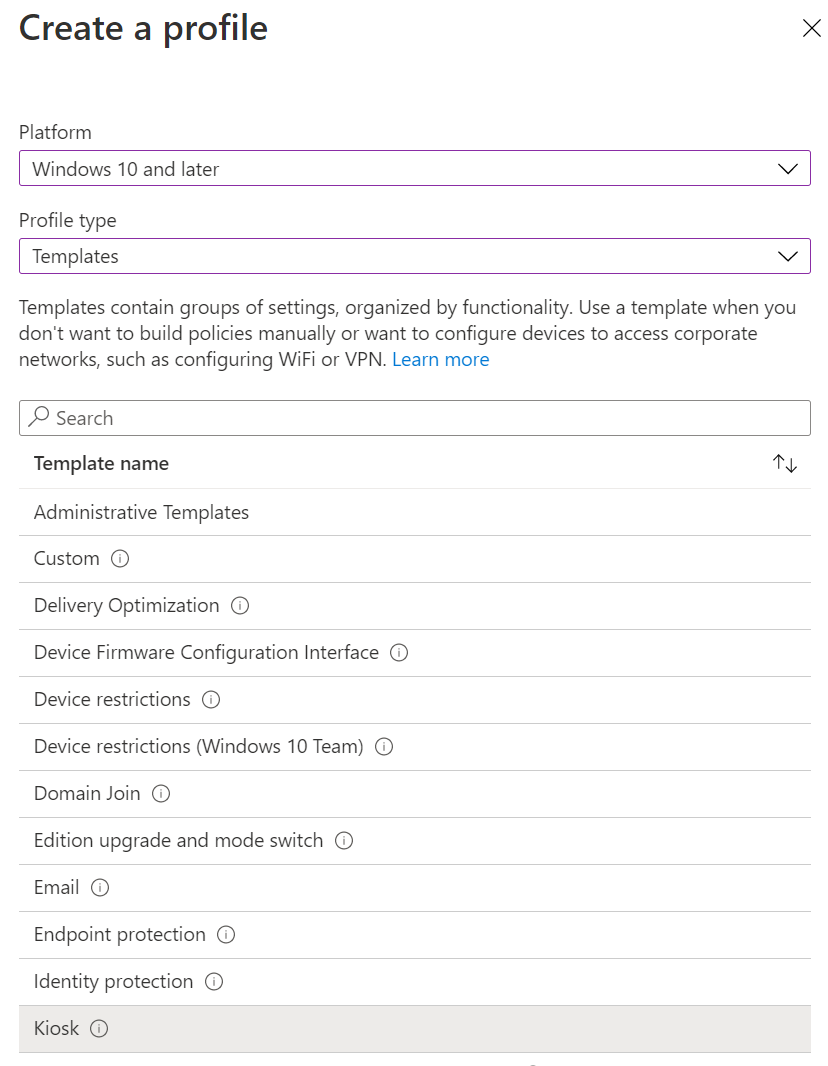 Create a profile
Platform
Windows 10 and later
Profile type
Templates
Templates contain groups of settings, organized by functionality. Use a template when you
don't want to build policies manually or want to configure devices to access corporate
networks, such as configuring WiFi or VPN. Learn more
Search
Template name
Administrative Templates
Custom
Delivery Optimization
Device Firmware Configuration Interface
Device restrictions
Device restrictions (Windows 10 Team)
Domain Join
Edition upgrade and mode switch
Email
Endpoint protection
Identity protection
Kiosk